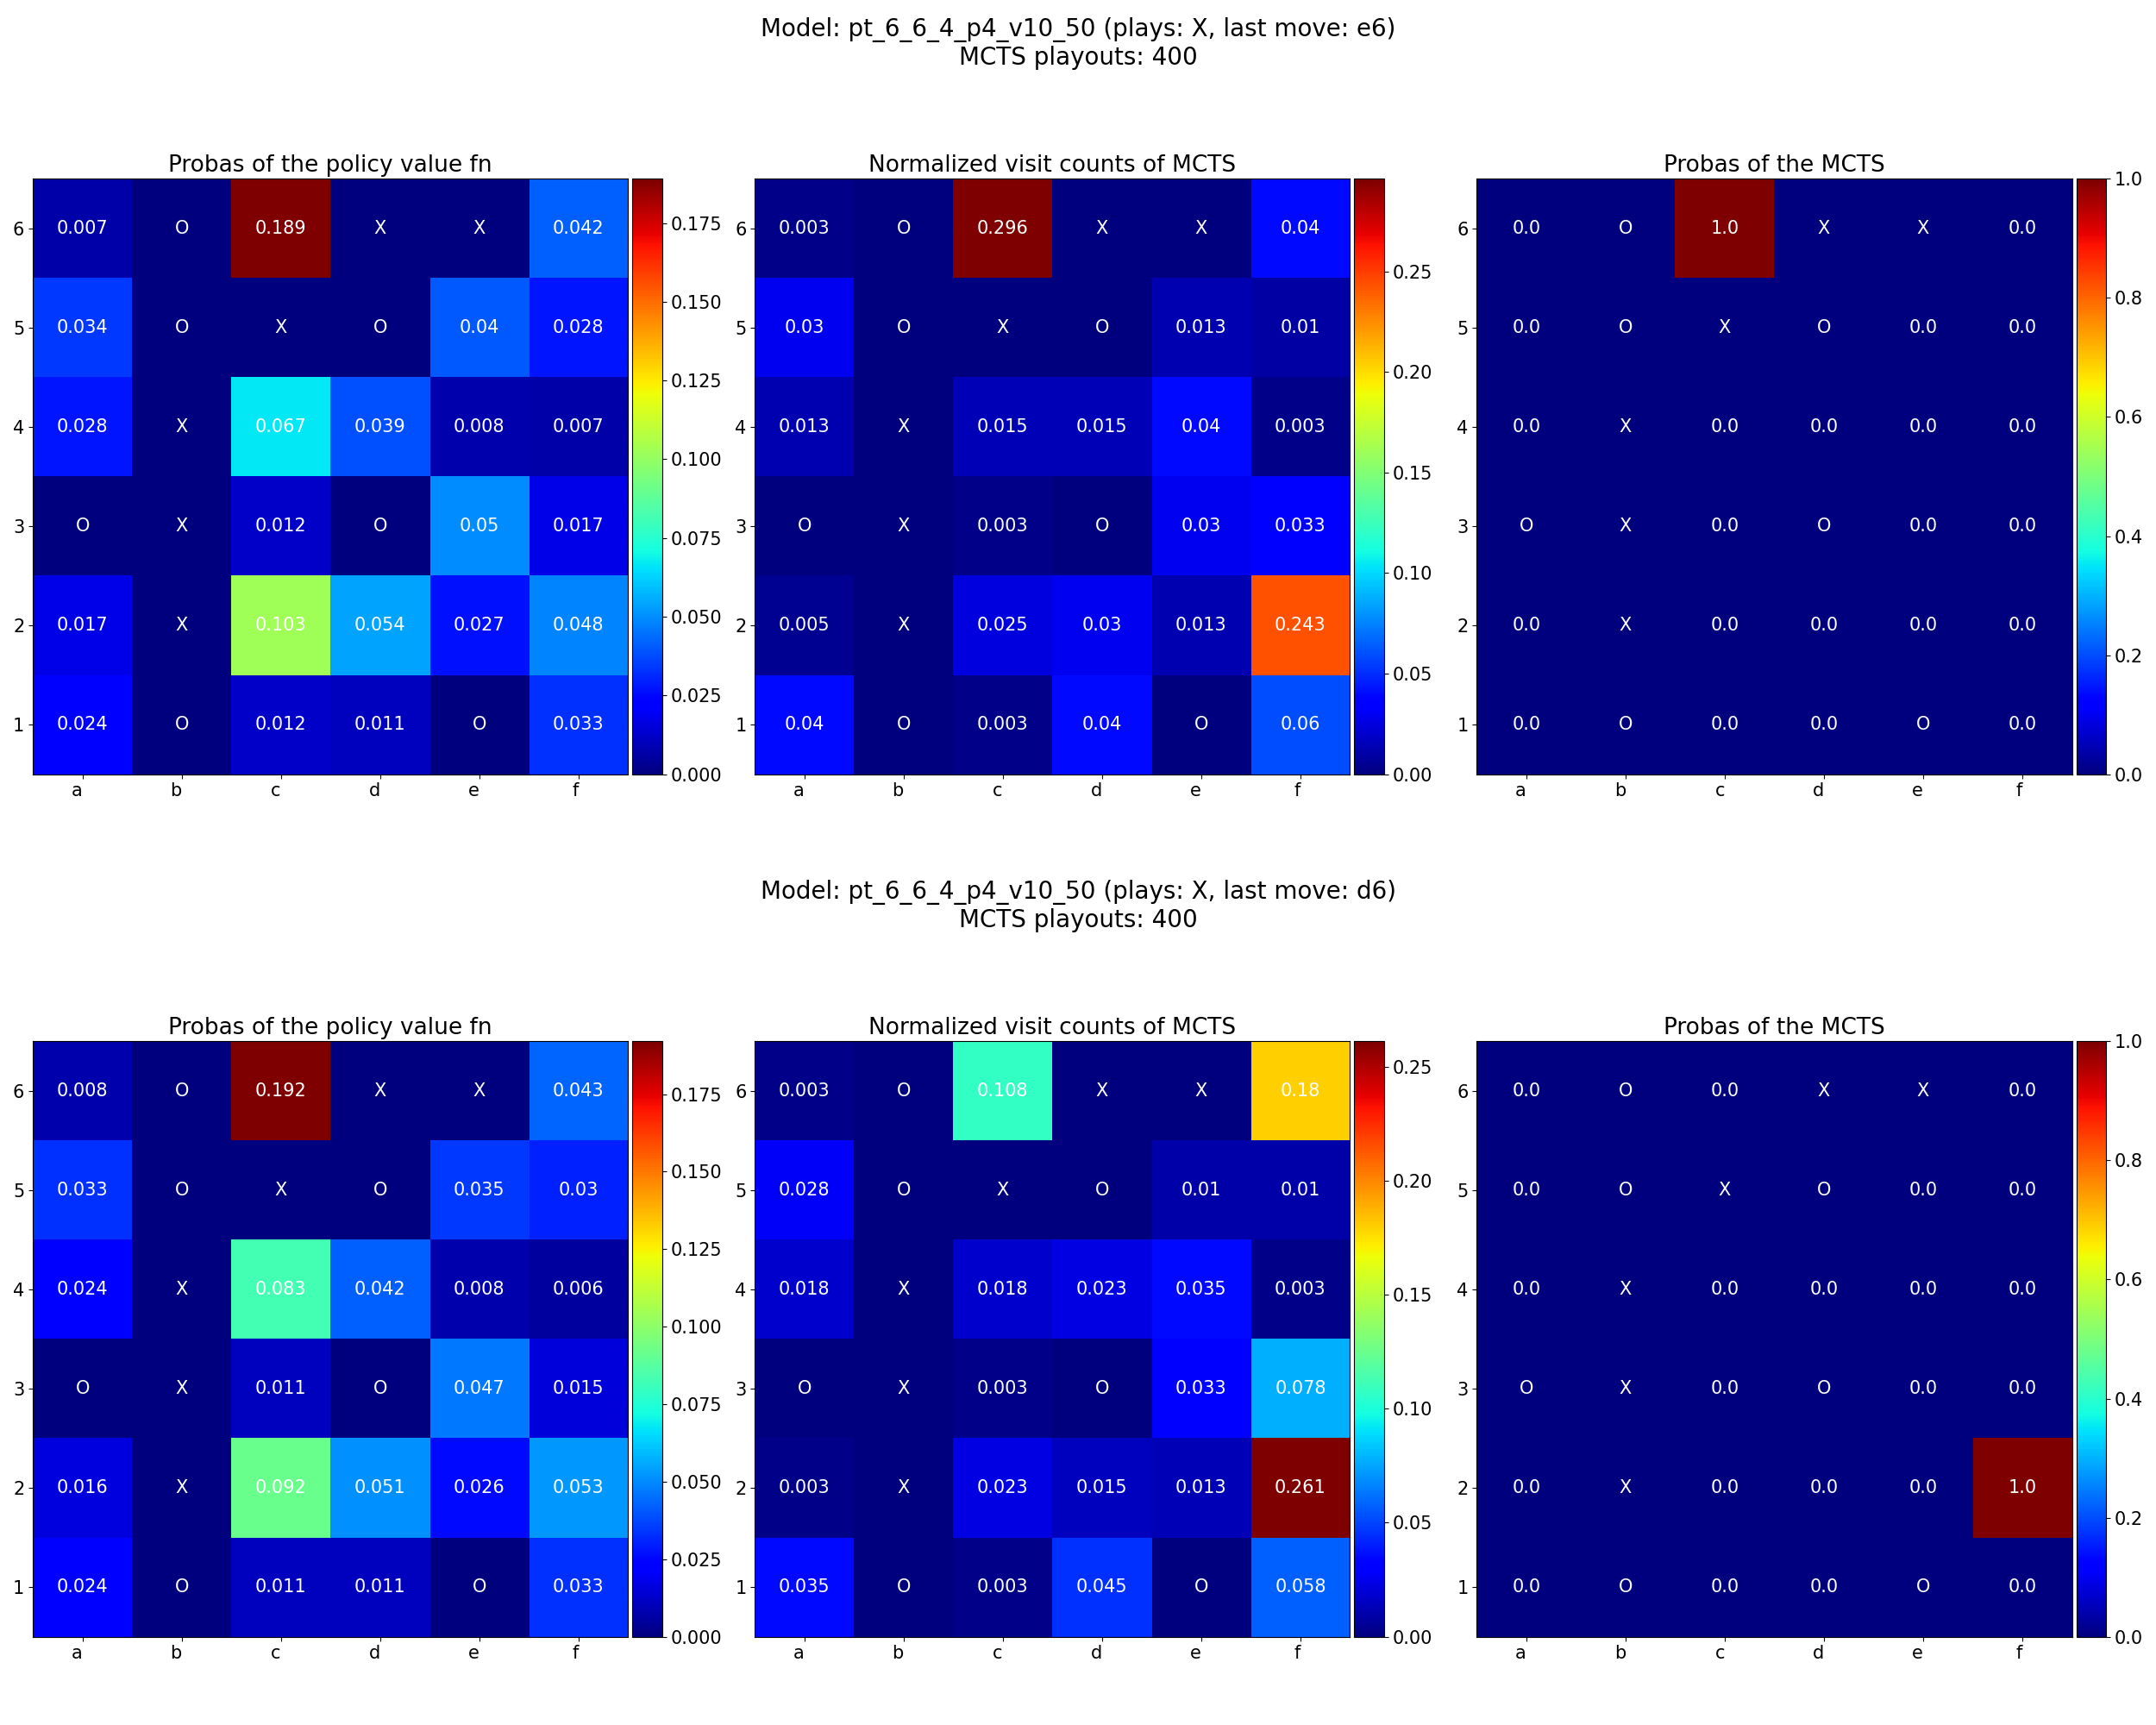 Model: pt_6_6_4_p4_v10_50 (plays: X, last move: e6)
MCTS playouts: 400
Probas of the policy value fn
6 0.007 O 0.189 X X 0.042
5 0.034 O X O 0.04 0.028
4 0.028 X 0.067 0.039 0.008 0.007
3 O X 0.012 O 0.05 0.017
2 0.017 X 0.103 0.054 0.027 0.048
1 0.024 O 0.012 0.011 O 0.033
a b c d e f
0.175
0.150
0.125
0.100
0.075
0.050
0.025
0.000
Normalized visit counts of MCTS
6 0.003 O 0.296 X X 0.04
5 0.03 O X O 0.013 0.01
4 0.013 X 0.015 0.015 0.04 0.003
3 O X 0.003 O 0.03 0.033
2 0.005 X 0.025 0.03 0.013 0.243
1 0.04 O 0.003 0.04 O 0.06
a b c d e f
0.25
0.20
0.15
0.10
0.05
0.00
Probas of the MCTS
6 0.0 O 1.0 X X 0.0
5 0.0 O X O 0.0 0.0
4 0.0 X 0.0 0.0 0.0 0.0
3 O X 0.0 O 0.0 0.0
2 0.0 X 0.0 0.0 0.0 0.0
1 0.0 O 0.0 0.0 O 0.0
a b c d e f
1.0
0.8
0.6
0.4
0.2
0.0
Model: pt_6_6_4_p4_v10_50 (plays: X, last move: d6)
MCTS playouts: 400
Probas of the policy value fn
6 0.008 O 0.192 X X 0.043
5 0.033 O X O 0.035 0.03
4 0.024 X 0.083 0.042 0.008 0.006
3 O X 0.011 O 0.047 0.015
2 0.016 X 0.092 0.051 0.026 0.053
1 0.024 O 0.011 0.011 O 0.033
a b c d e f
0.175
0.150
0.125
0.100
0.075
0.050
0.025
0.000
Normalized visit counts of MCTS
6 0.003 O 0.108 X X 0.18
5 0.028 O X O 0.01 0.01
4 0.018 X 0.018 0.023 0.035 0.003
3 O X 0.003 O 0.033 0.078
2 0.003 X 0.023 0.015 0.013 0.261
1 0.035 O 0.003 0.045 O 0.058
a b c d e f
0.25
0.20
0.15
0.10
0.05
0.00
Probas of the MCTS
6 0.0 O 0.0 X X 0.0
5 0.0 O X O 0.0 0.0
4 0.0 X 0.0 0.0 0.0 0.0
3 O X 0.0 O 0.0 0.0
2 0.0 X 0.0 0.0 0.0 1.0
1 0.0 O 0.0 0.0 O 0.0
a b c d e f
1.0
0.8
0.6
0.4
0.2
0.0